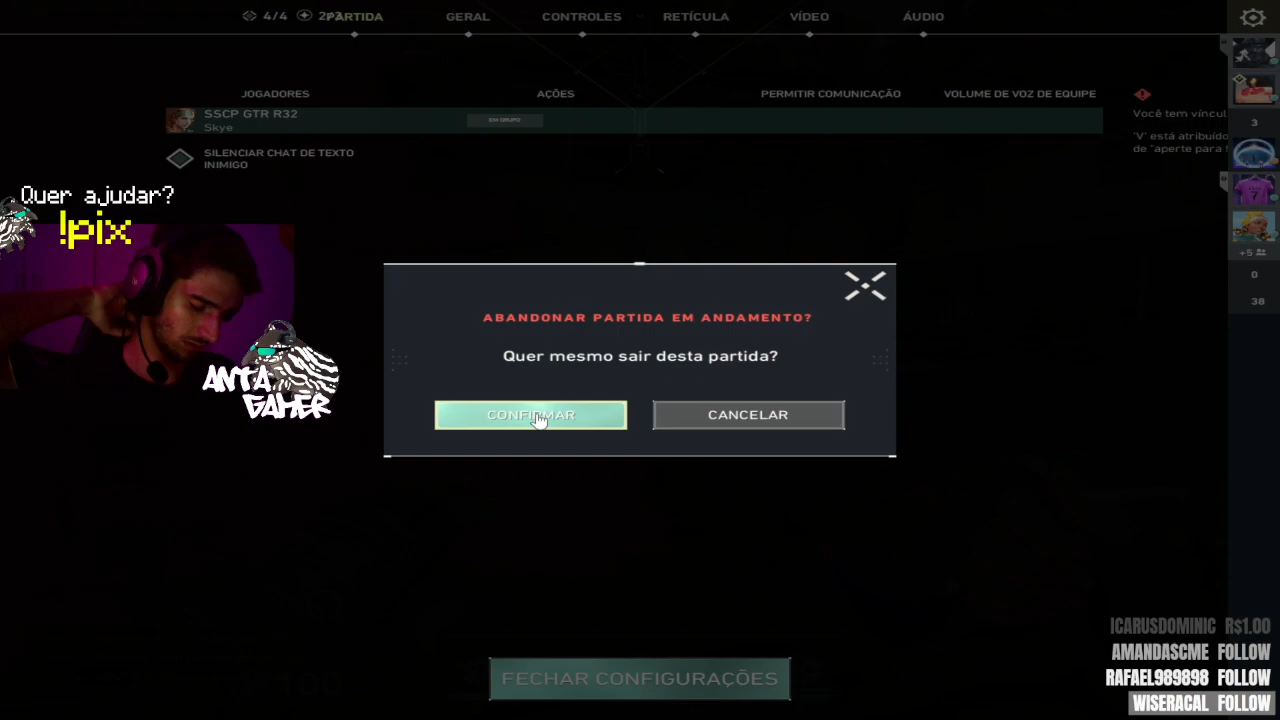 4/4
PARTIDA
GERAL
CONTROLES
RETÍCULA
VÍDEO
ÁUDIO
JOGADORES
AÇÕES
PERMITIR COMUNICAÇÃO
VOLUME DE VOZ DE EQUIPE
SSCP GTR R32
Skye
EM GRUPO
Você tem víncul
'V' está atribuído
de "aperte para f
SILENCIAR CHAT DE TEXTO
INIMIGO
3
7
+5
0
38
Quer ajudar?
!pix
ANTA
GAMER
ABANDONAR PARTIDA EM ANDAMENTO?
Quer mesmo sair desta partida?
CONFIRMAR
CANCELAR
FECHAR CONFIGURAÇÕES
ICARUSDOMINIC R$1.00
AMANDASCME FOLLOW
RAFAEL989898 FOLLOW
WISERACAL FOLLOW